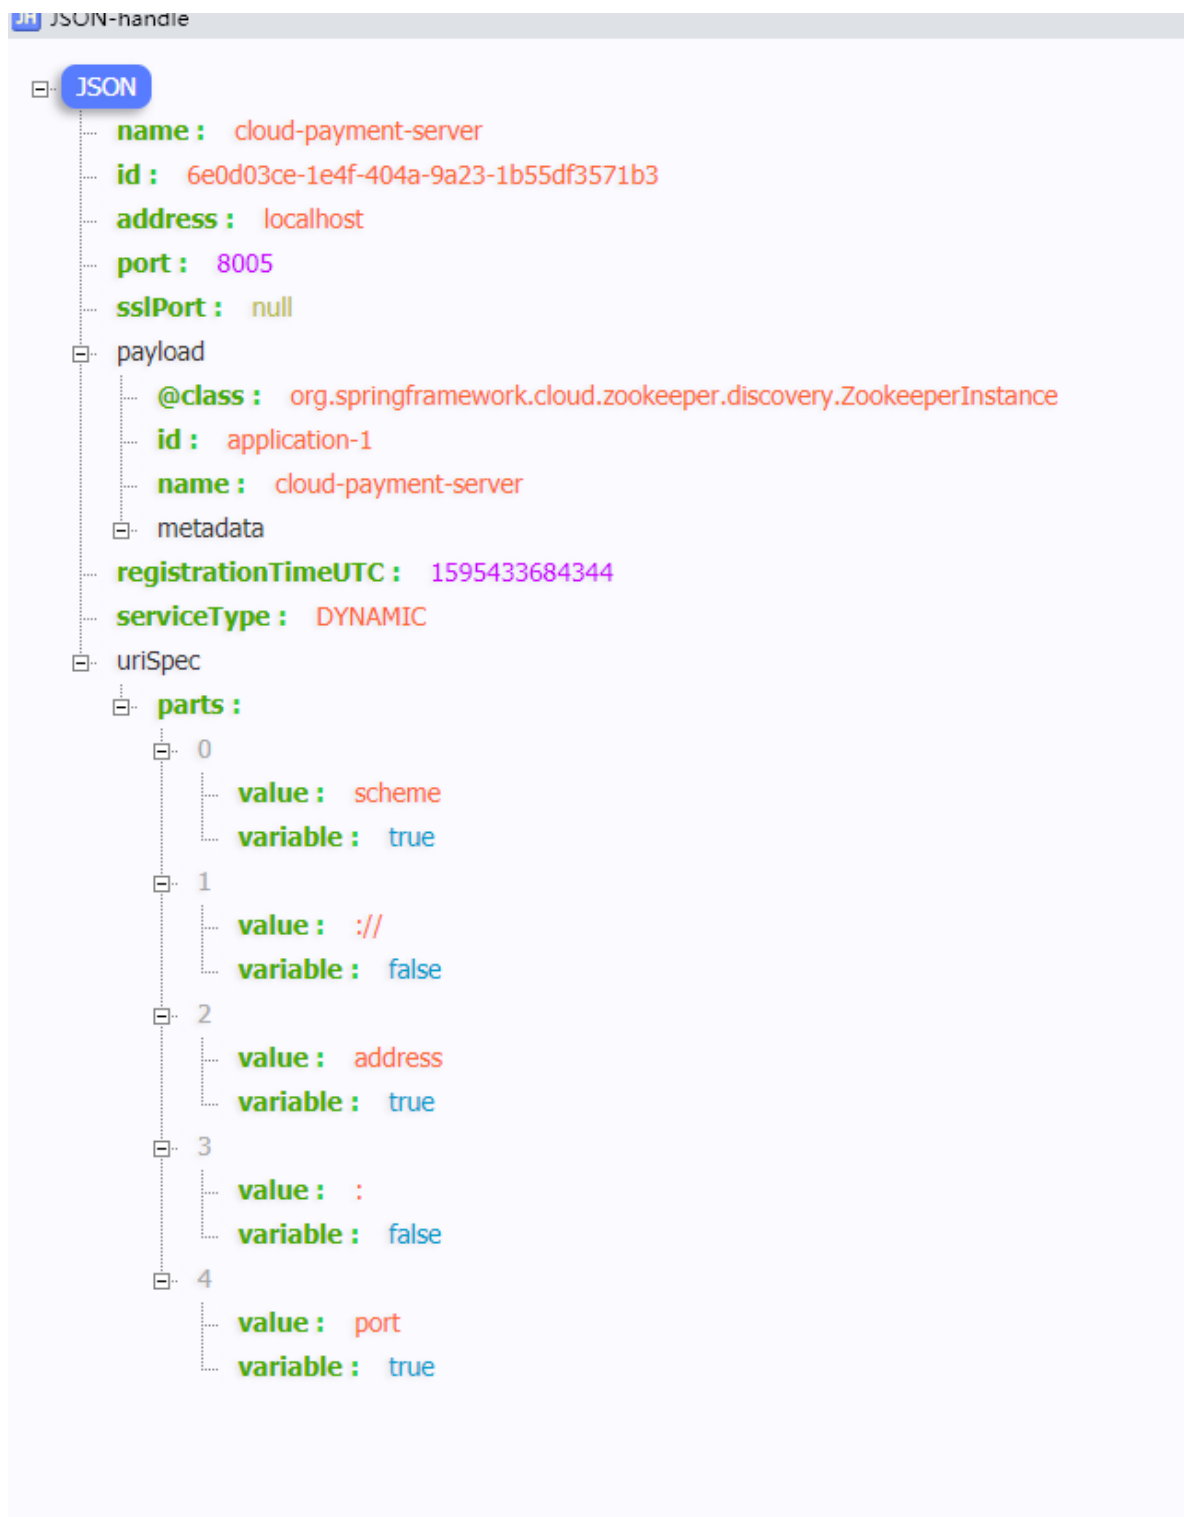 JH JSON-handle
JSON
name : cloud-payment-server
id : 6e0d03ce-1e4f-404a-9a23-1b55df3571b3
address : localhost
port : 8005
sslPort : null
payload
@class : org.springframework.cloud.zookeeper.discovery.ZookeeperInstance
id : application-1
name : cloud-payment-server
metadata
registrationTimeUTC : 1595433684344
serviceType : DYNAMIC
uriSpec
parts :
0
value : scheme
variable : true
1
value : ://
variable : false
2
value : address
variable : true
3
value : :
variable : false
4
value : port
variable : true